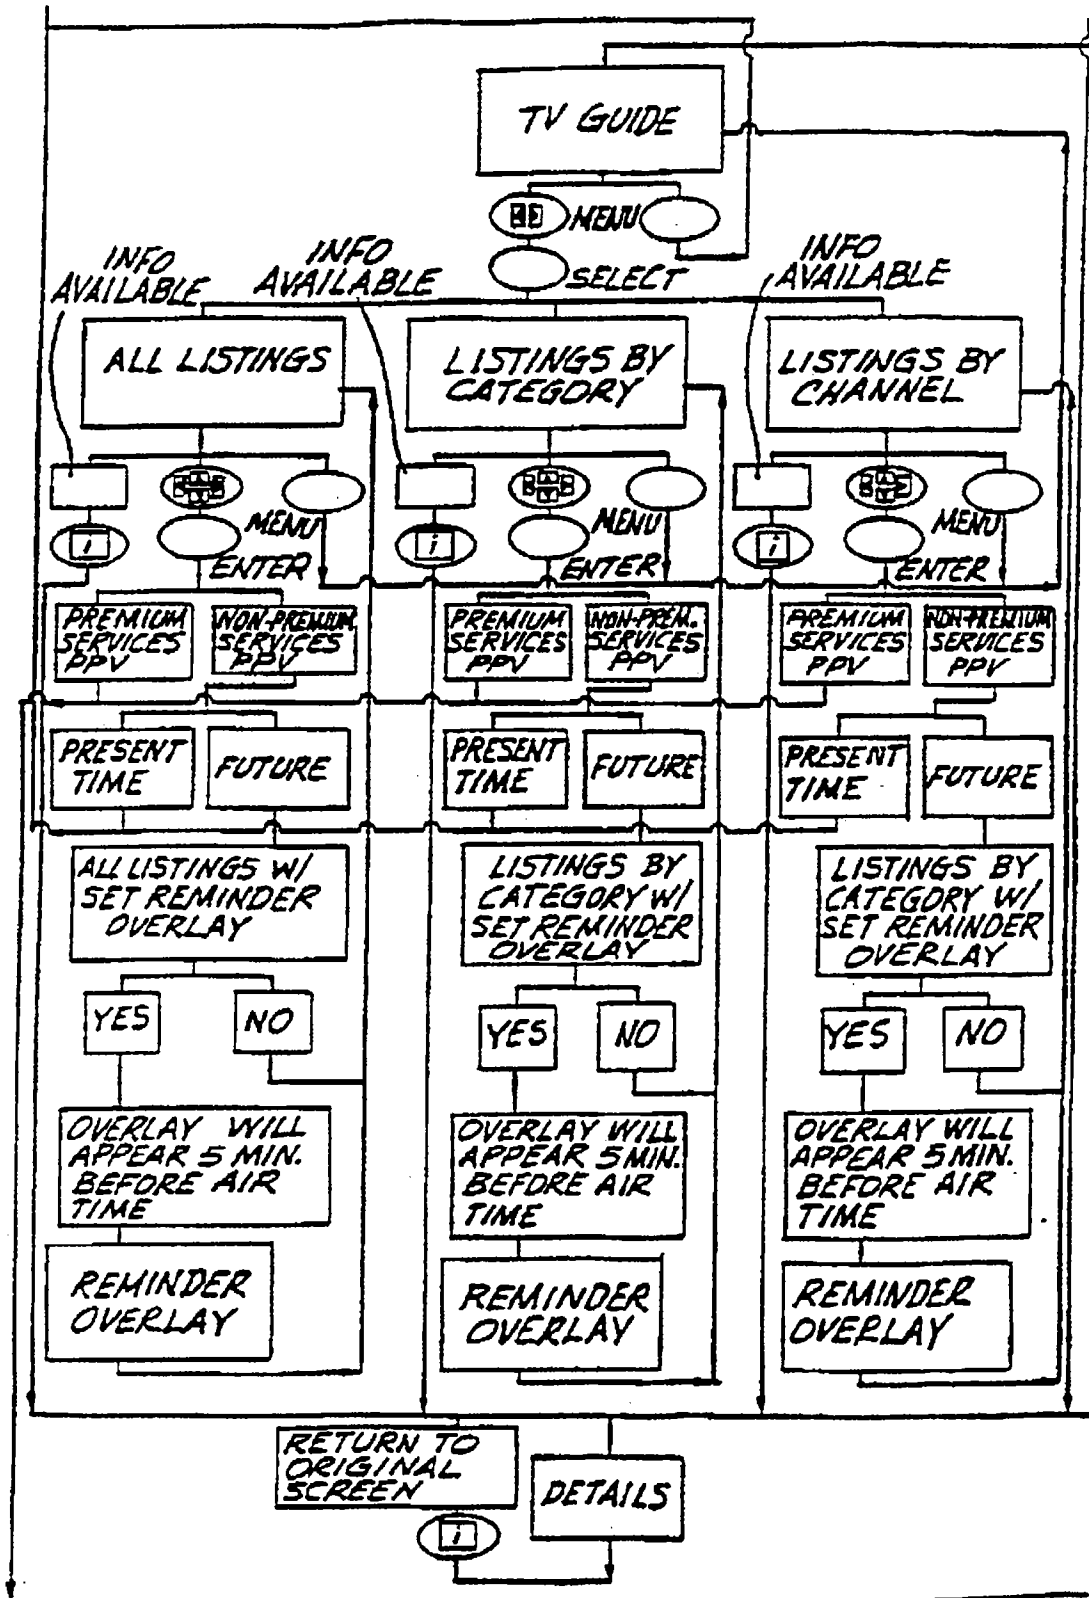 TV GUIDE
MENU
SELECT
INFO
AVAILABLE
INFO
AVAILABLE
INFO
AVAILABLE
ALL LISTINGS
LISTINGS BY
CATEGORY
LISTINGS BY
CHANNEL
MENU
ENTER
MENU
ENTER
MENU
ENTER
i
i
i
PREMIUM
SERVICES
PPV
NON-PREMIUM
SERVICES
PPV
PREMIUM
SERVICES
PPV
NON-PREM.
SERVICES
PPV
PREMIUM
SERVICES
PPV
NON-PREMIUM
SERVICES
PPV
PRESENT
TIME
FUTURE
PRESENT
TIME
FUTURE
PRESENT
TIME
FUTURE
ALL LISTINGS W/
SET REMINDER
OVERLAY
LISTINGS BY
CATEGORY W/
SET REMINDER
OVERLAY
LISTINGS BY
CATEGORY W/
SET REMINDER
OVERLAY
YES
NO
YES
NO
YES
NO
OVERLAY WILL
APPEAR 5 MIN.
BEFORE AIR
TIME
OVERLAY WILL
APPEAR 5 MIN.
BEFORE AIR
TIME
OVERLAY WILL
APPEAR 5 MIN.
BEFORE AIR
TIME
REMINDER
OVERLAY
REMINDER
OVERLAY
REMINDER
OVERLAY
RETURN TO
ORIGINAL
SCREEN
i
DETAILS